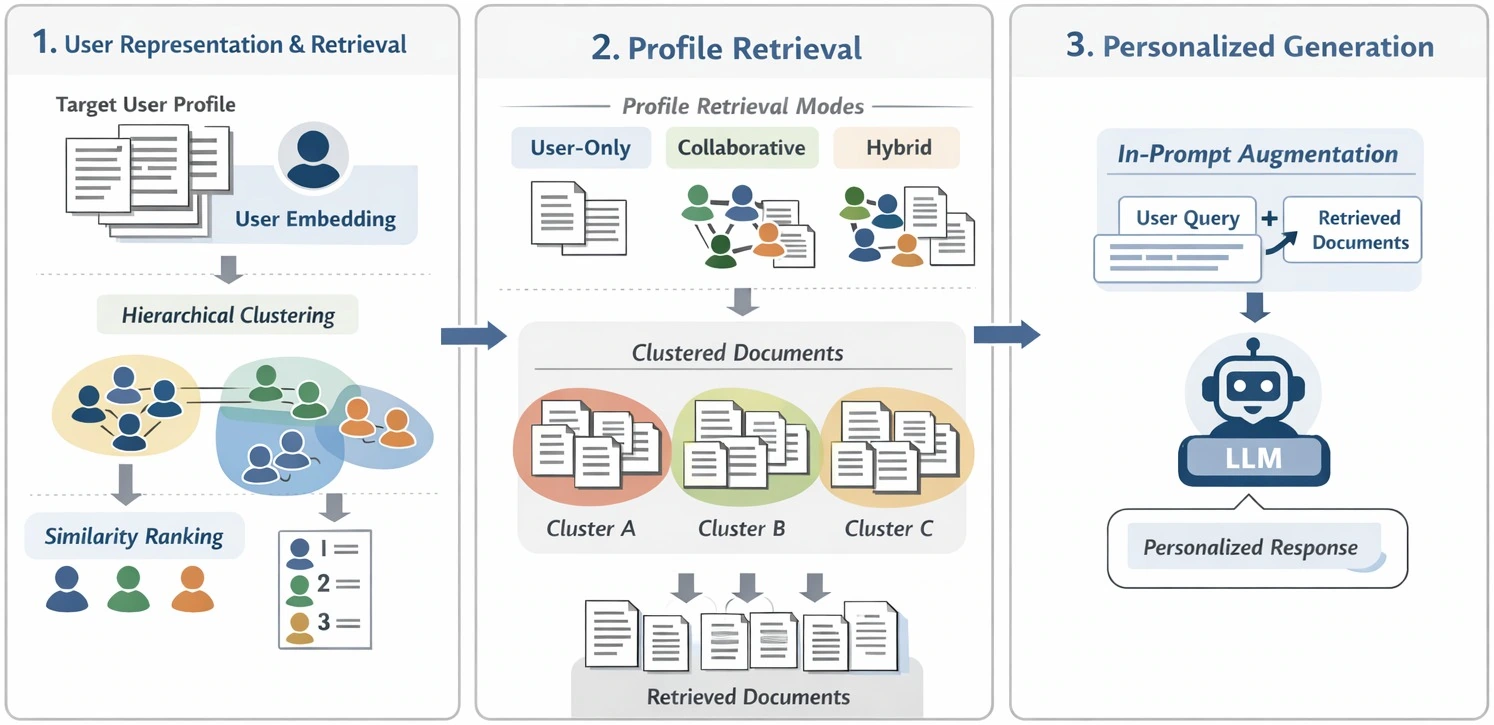 1. User Representation & Retrieval
Target User Profile
User Embedding
Hierarchical Clustering
Similarity Ranking
1
2
3
2. Profile Retrieval
Profile Retrieval Modes
User-Only
Collaborative
Hybrid
Clustered Documents
Cluster A
Cluster B
Cluster C
Retrieved Documents
3. Personalized Generation
In-Prompt Augmentation
User Query
+
Retrieved
Documents
LLM
Personalized Response